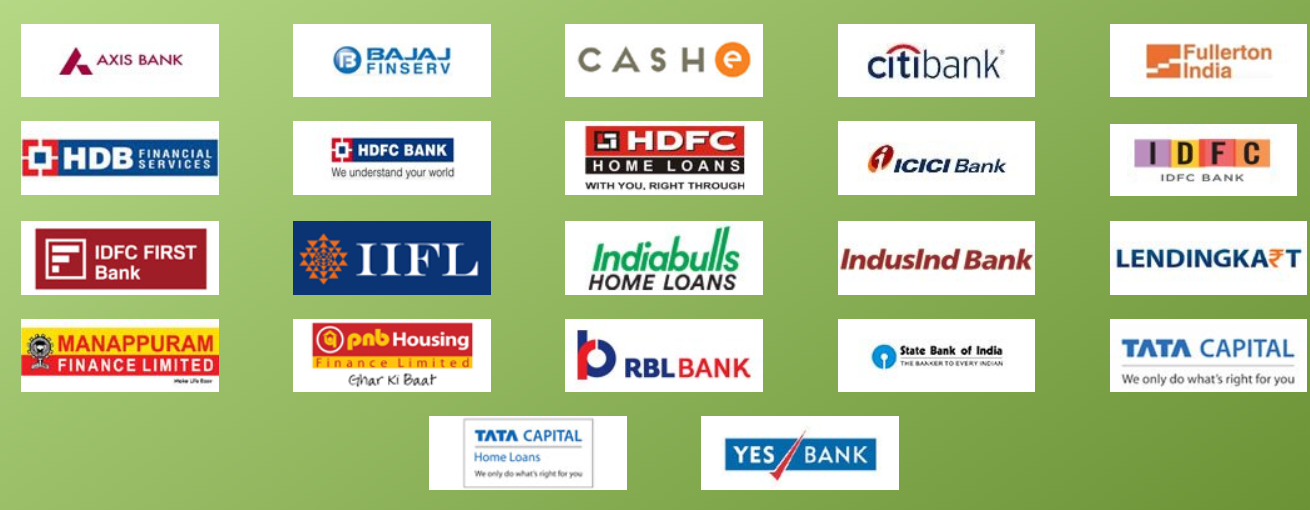 AXIS BANK
BAJAJ
FINSERV
CASHe
citibank
Fullerton
India
HDB FINANCIAL
SERVICES
HDFC BANK
We understand your world
HDFC
HOME LOANS
WITH YOU, RIGHT THROUGH
ICICI Bank
IDFC
IDFC BANK
IDFC FIRST
Bank
IIFL
Indiabulls
HOME LOANS
IndusInd Bank
LENDINGKA₹T
MANAPPURAM
FINANCE LIMITED
Make Life Easy
pnb Housing
Finance Limited
Ghar Ki Baat
RBL BANK
State Bank of India
THE BANKER TO EVERY INDIAN
TATA CAPITAL
We only do what's right for you
TATA CAPITAL
Home Loans
We only do what's right for you
YES BANK